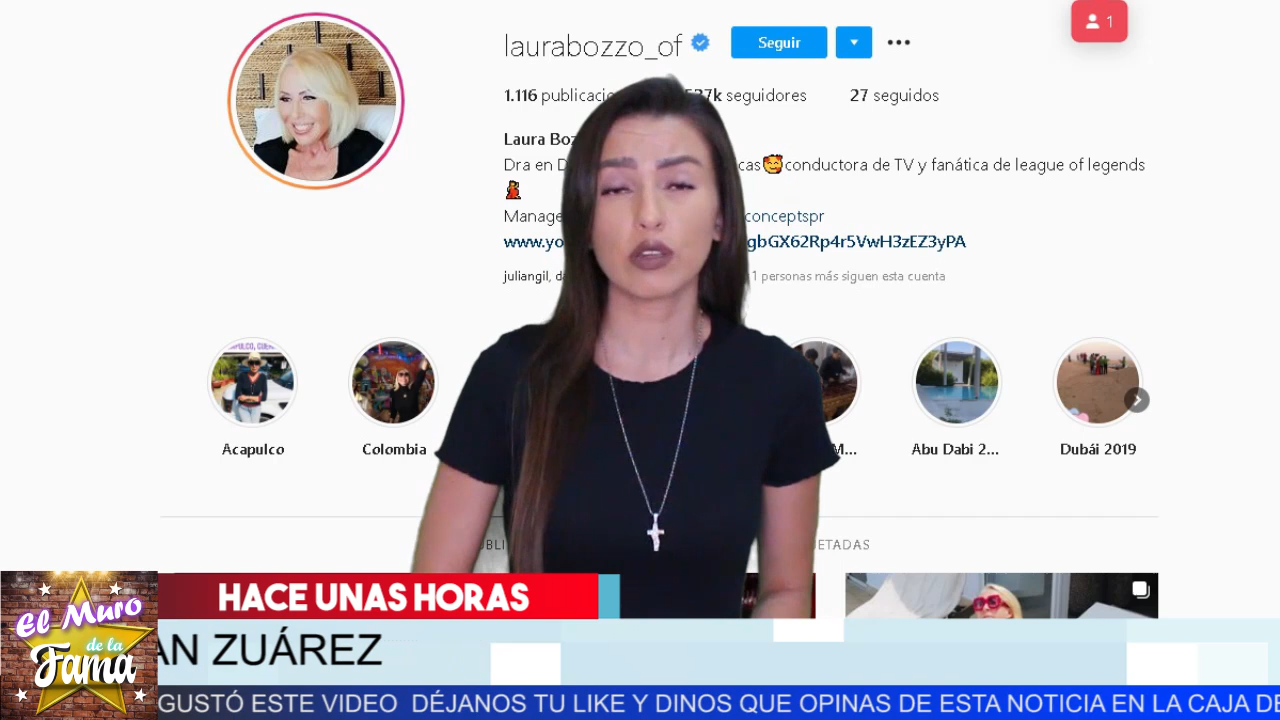 laurabozzo_of Seguir
1
1.116 publicacio 537k seguidores 27 seguidos
Laura Boz
Dra en D cas conductora de TV y fanática de league of legends
Manage conceptspr
www.yo gbGX62Rp4r5VwH3zEZ3yPA
juliangil, d 1 personas más siguen esta cuenta
Acapulco
Colombia
M...
Abu Dabi 2...
Dubái 2019
UBLI ETADAS
HACE UNAS HORAS
AN ZUÁREZ
El Muro
de la
Fama
GUSTÓ ESTE VIDEO DÉJANOS TU LIKE Y DINOS QUE OPINAS DE ESTA NOTICIA EN LA CAJA DE